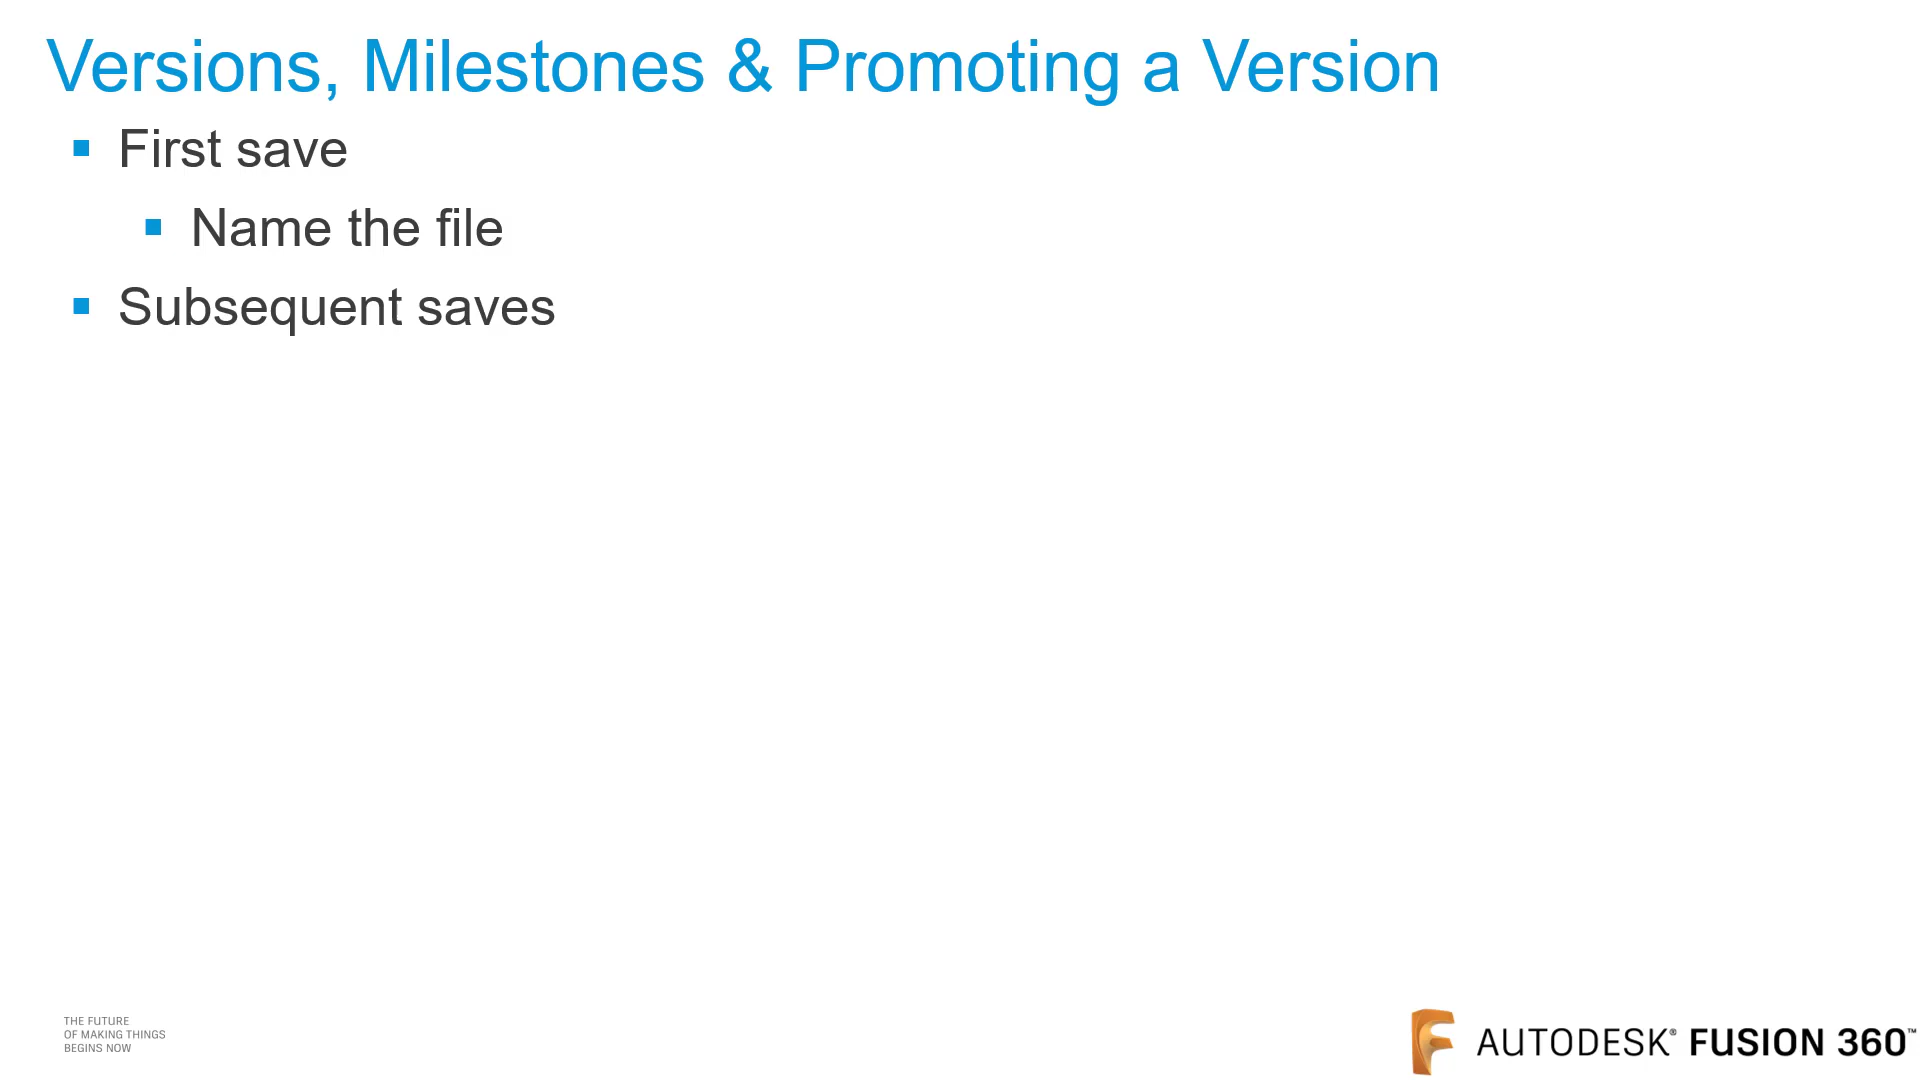 Versions, Milestones & Promoting a Version
First save
Name the file
Subsequent saves
THE FUTURE
OF MAKING THINGS
BEGINS NOW
AUTODESK® FUSION 360™